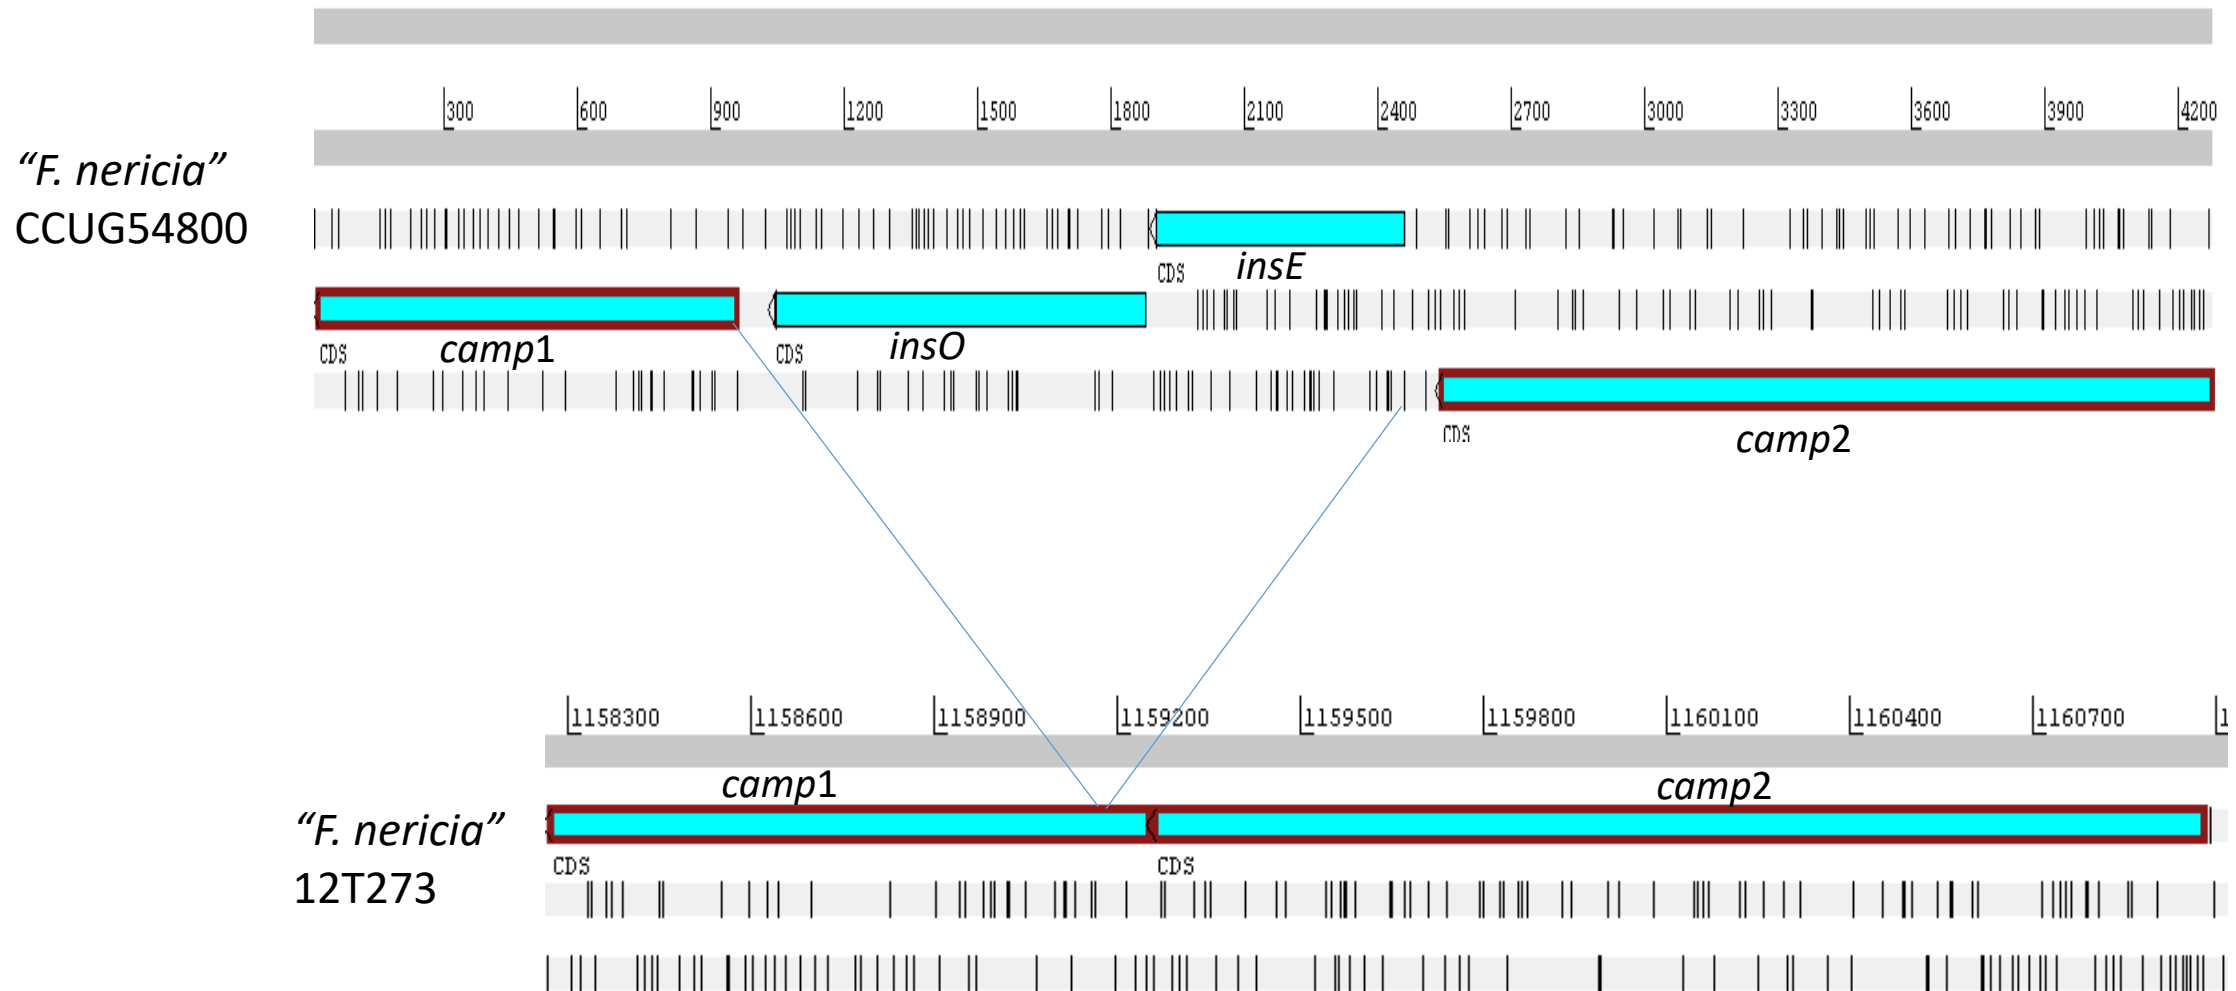 300 600 900 1200 1500 1800 2100 2400 2700 3000 3300 3600 3900 4200
“F. nericia”
CCUG54800
CDS insE
CDS camp1 CDS insO
CDS camp2
1158300 1158600 1158900 1159200 1159500 1159800 1160100 1160400 1160700 1
camp1 camp2
“F. nericia”
12T273
CDS CDS